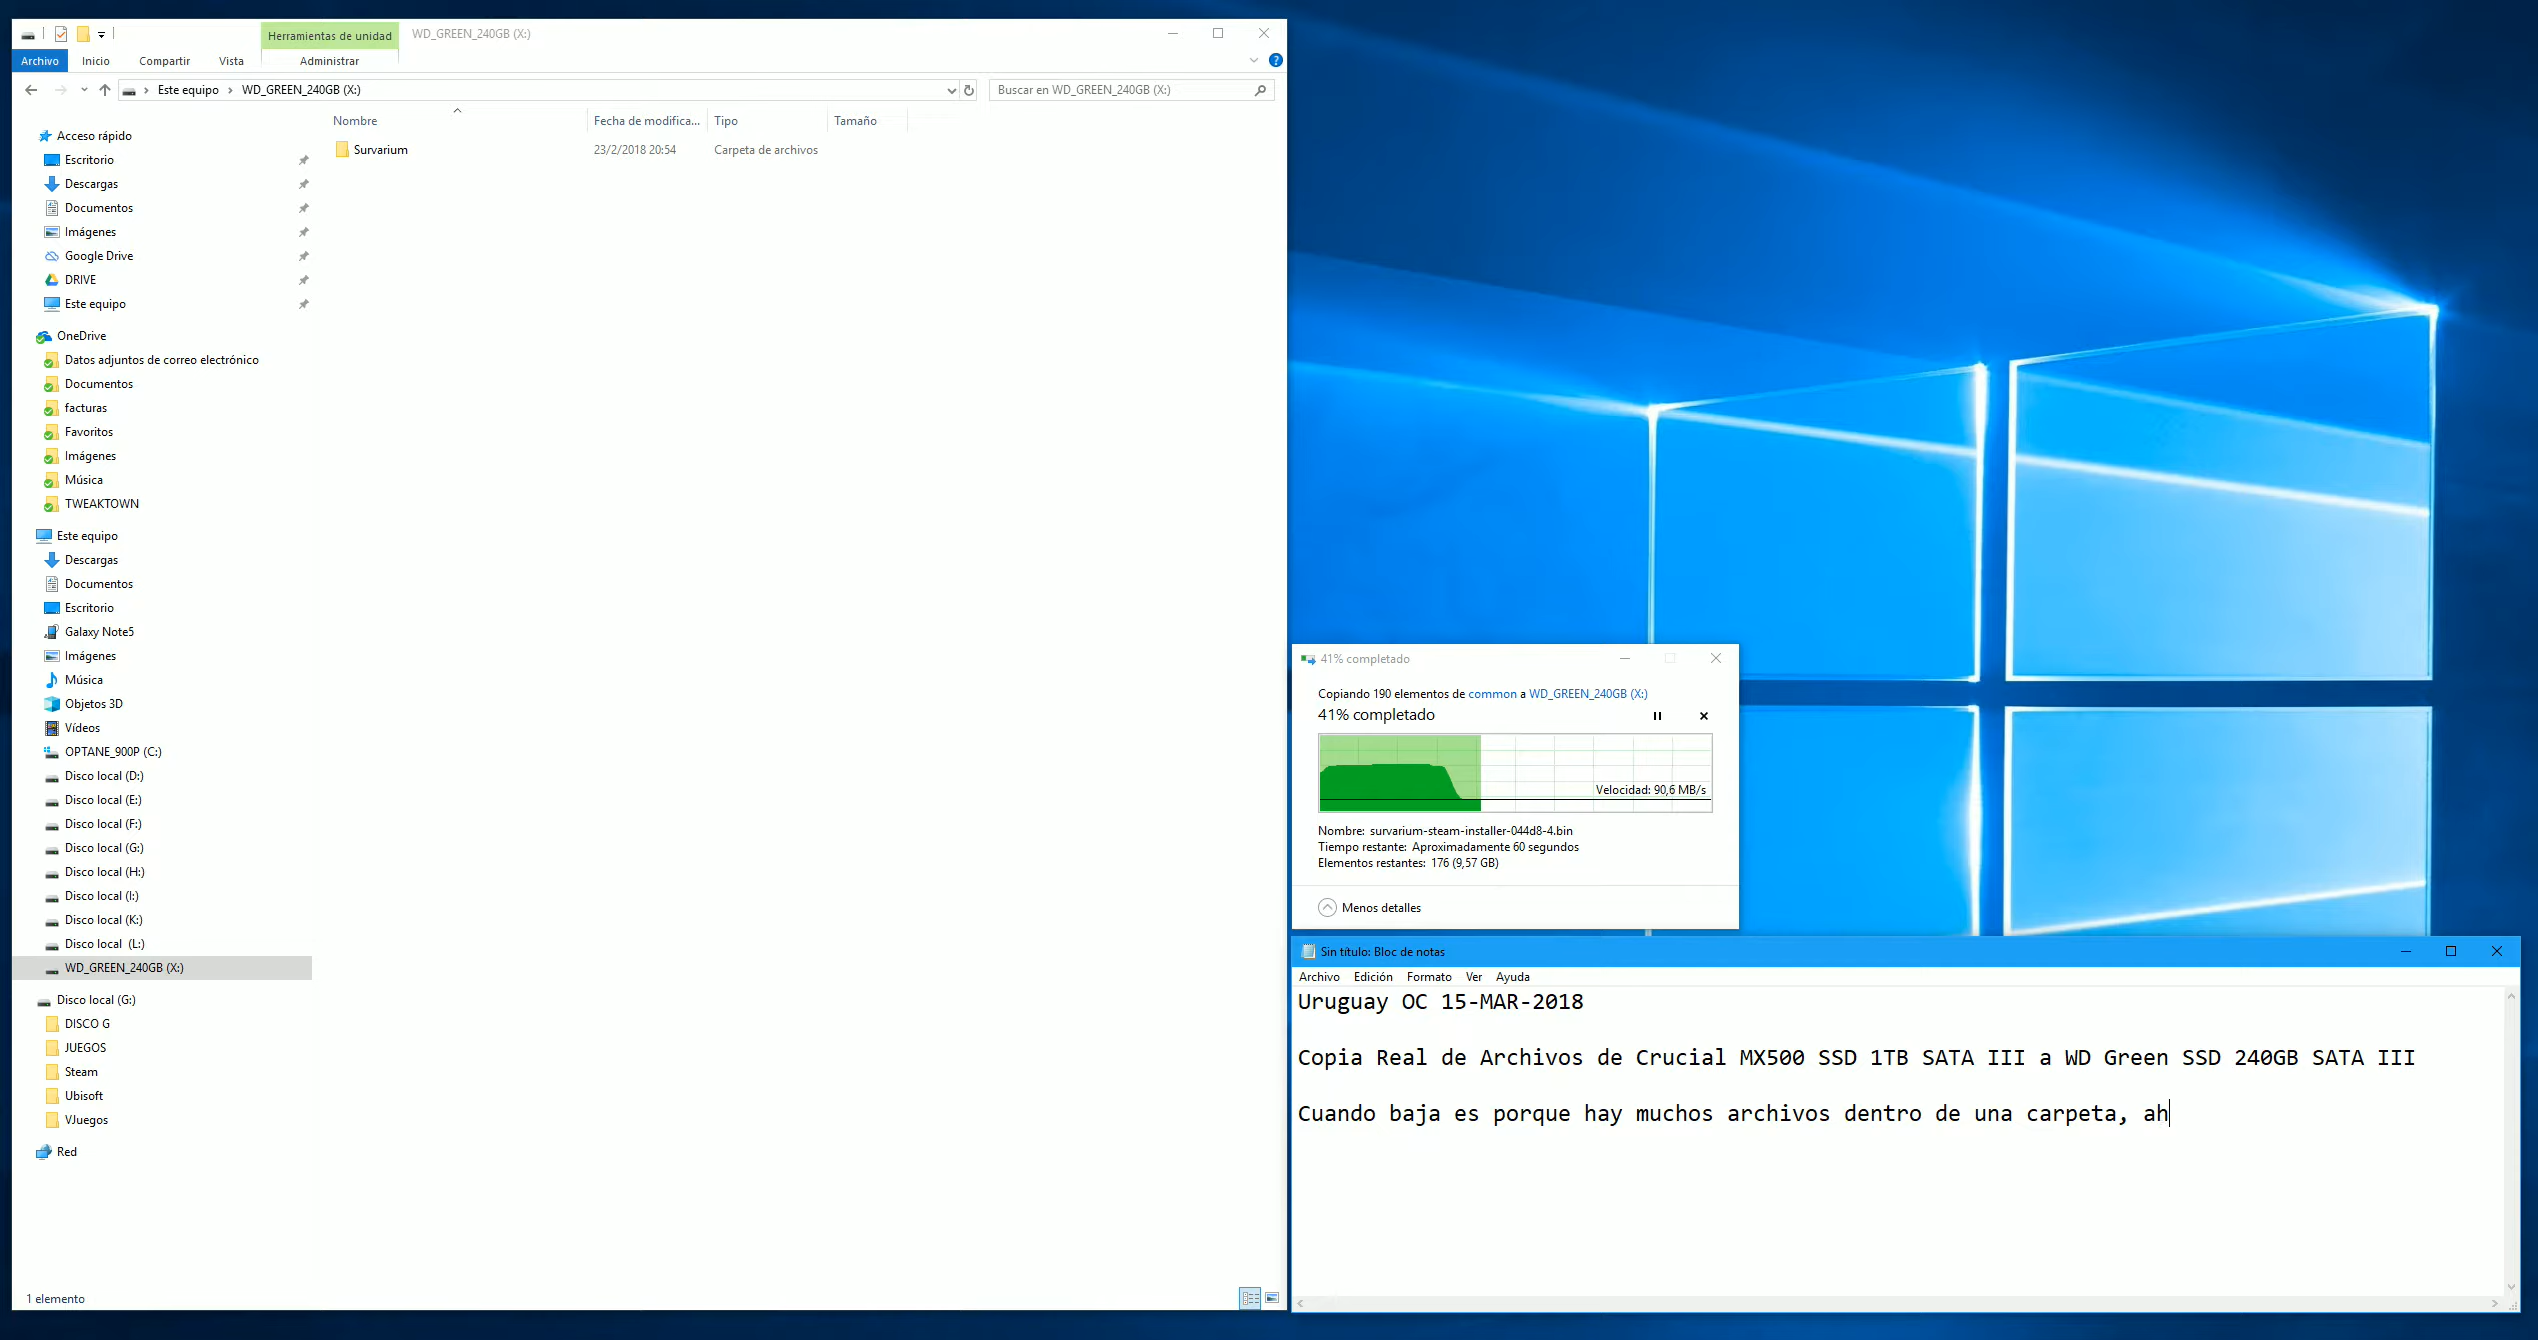 Herramientas de unidad
WD_GREEN_240GB (X:)
Archivo
Inicio
Compartir
Vista
Administrar
Este equipo
WD_GREEN_240GB (X:)
Buscar en WD_GREEN_240GB (X:)
Nombre
Fecha de modifica...
Tipo
Tamaño
Survarium
23/2/2018 20:54
Carpeta de archivos
Acceso rápido
Escritorio
Descargas
Documentos
Imágenes
Google Drive
DRIVE
Este equipo
OneDrive
Datos adjuntos de correo electrónico
Documentos
facturas
Favoritos
Imágenes
Música
TWEAKTOWN
Este equipo
Descargas
Documentos
Escritorio
Galaxy Note5
Imágenes
Música
Objetos 3D
Vídeos
OPTANE_900P (C:)
Disco local (D:)
Disco local (E:)
Disco local (F:)
Disco local (G:)
Disco local (H:)
Disco local (I:)
Disco local (K:)
Disco local  (L:)
WD_GREEN_240GB (X:)
Disco local (G:)
DISCO G
JUEGOS
Steam
Ubisoft
VJuegos
Red
1 elemento
41% completado
Copiando 190 elementos de common a WD_GREEN_240GB (X:)
41% completado
Velocidad: 90,6 MB/s
Nombre: survarium-steam-installer-044d8-4.bin
Tiempo restante: Aproximadamente 60 segundos
Elementos restantes: 176 (9,57 GB)
Menos detalles
Sin título: Bloc de notas
Archivo Edición Formato Ver Ayuda
Uruguay OC 15-MAR-2018
Copia Real de Archivos de Crucial MX500 SSD 1TB SATA III a WD Green SSD 240GB SATA III
Cuando baja es porque hay muchos archivos dentro de una carpeta, ah